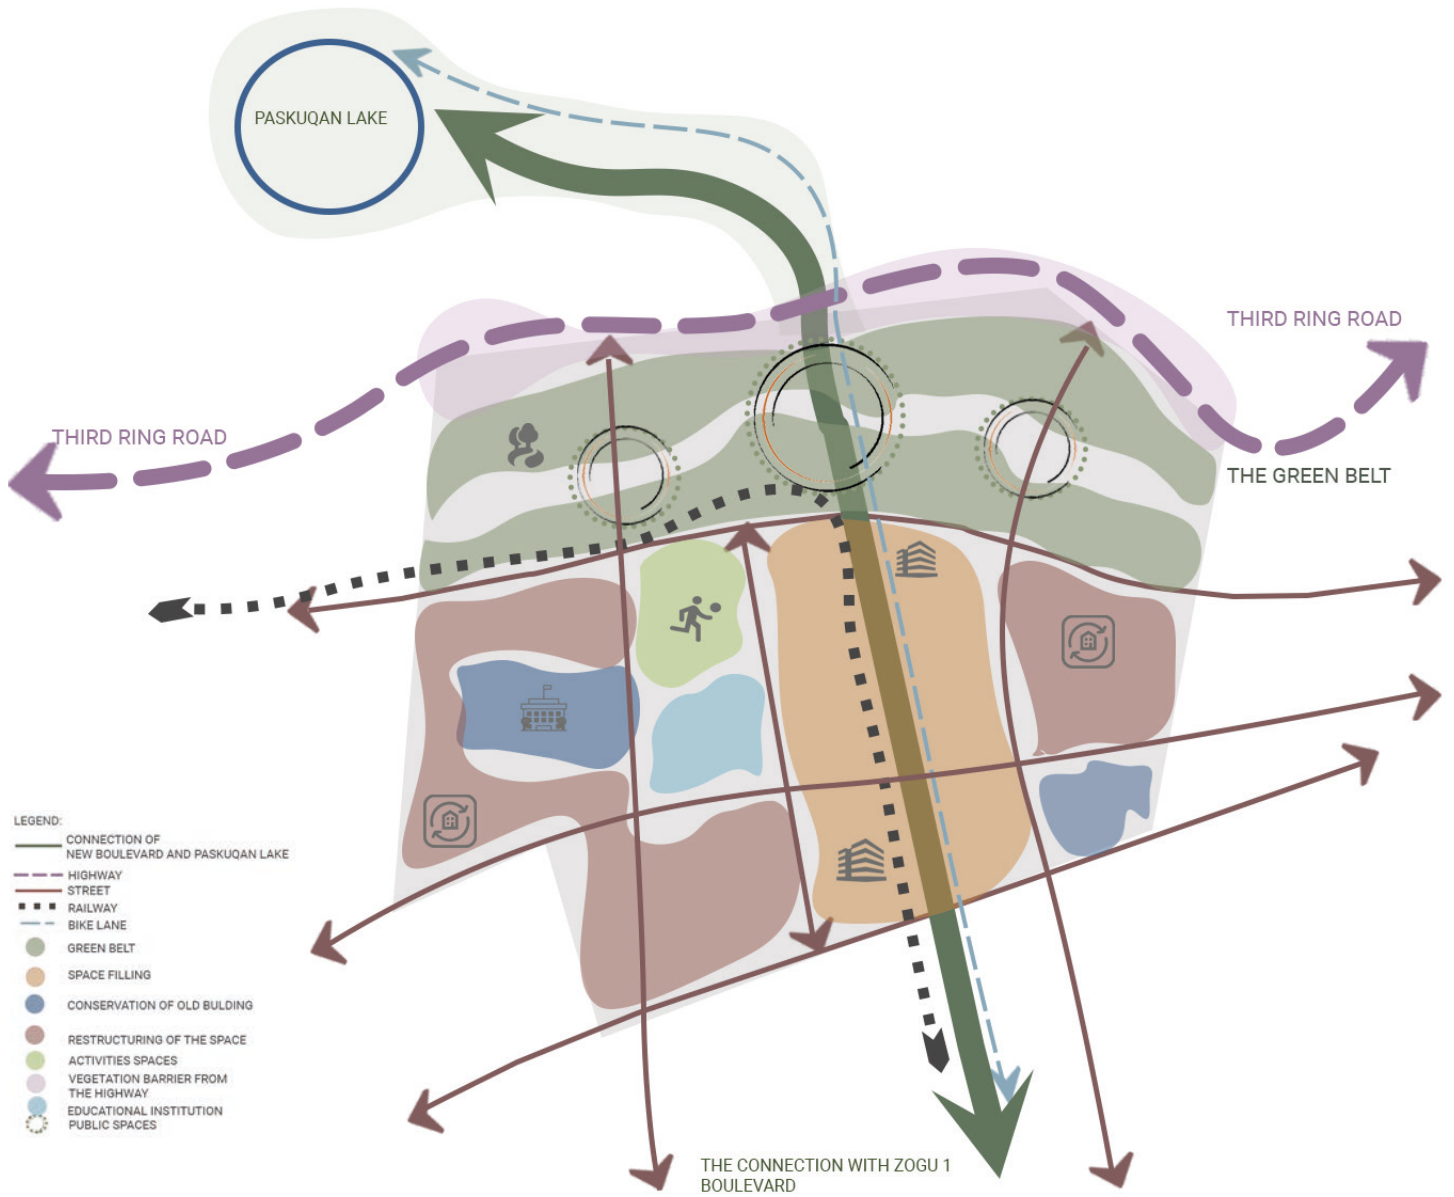 PASKUQAN LAKE
THIRD RING ROAD
THIRD RING ROAD
THE GREEN BELT
LEGEND:
CONNECTION OF
NEW BOULEVARD AND PASKUQAN LAKE
HIGHWAY
STREET
RAILWAY
BIKE LANE
GREEN BELT
SPACE FILLING
CONSERVATION OF OLD BULDING
RESTRUCTURING OF THE SPACE
ACTIVITIES SPACES
VEGETATION BARRIER FROM
THE HIGHWAY
EDUCATIONAL INSTITUTION
PUBLIC SPACES
THE CONNECTION WITH ZOGU 1
BOULEVARD